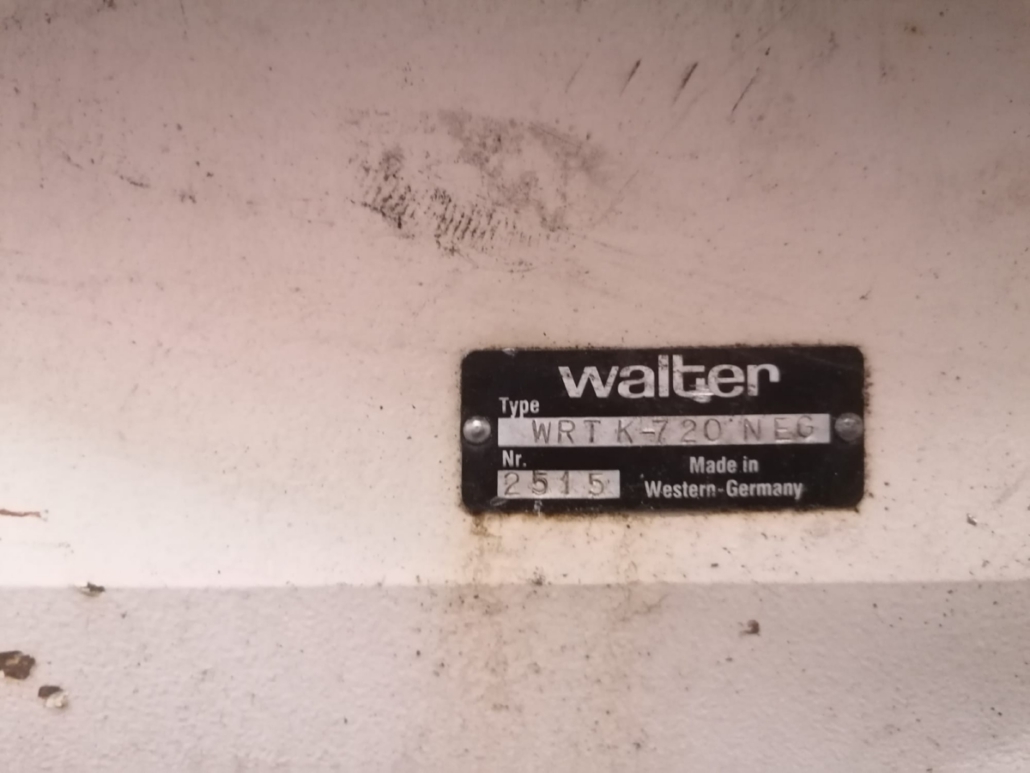 walter
Type
WRT K-720 NEG
Nr.
2515
Made in
Western-Germany